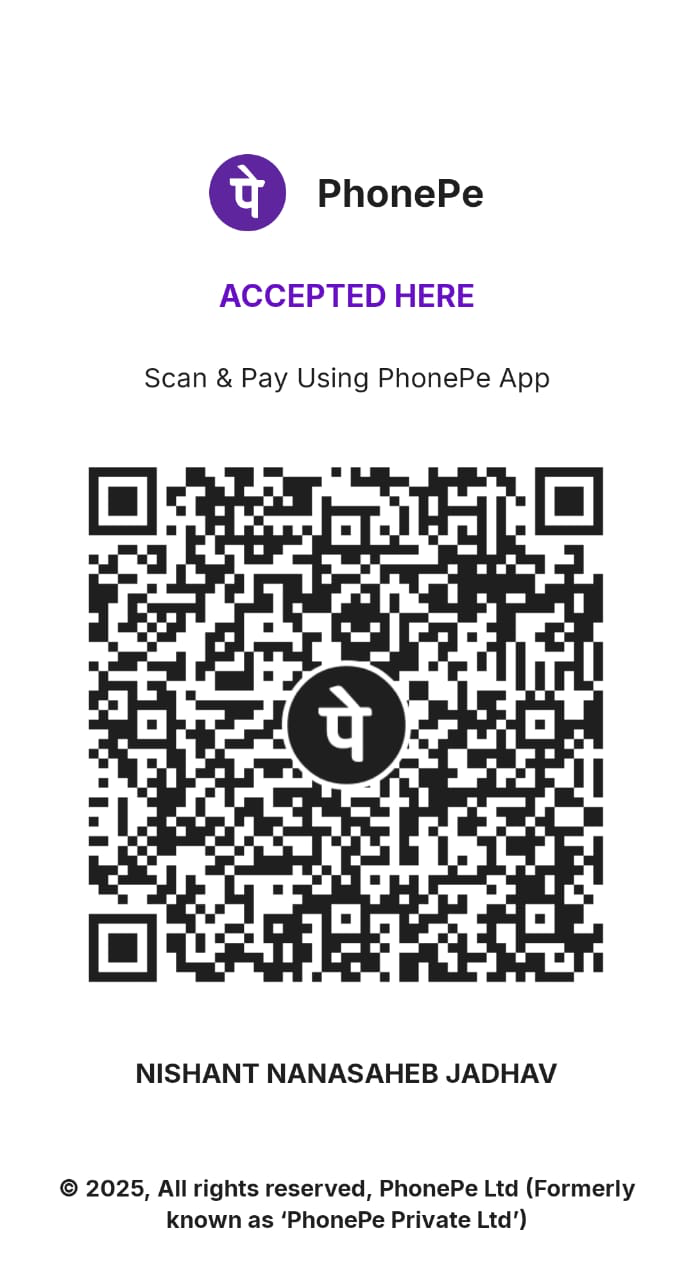 पे PhonePe
ACCEPTED HERE
Scan & Pay Using PhonePe App
पे
NISHANT NANASAHEB JADHAV
© 2025, All rights reserved, PhonePe Ltd (Formerly
known as ‘PhonePe Private Ltd’)